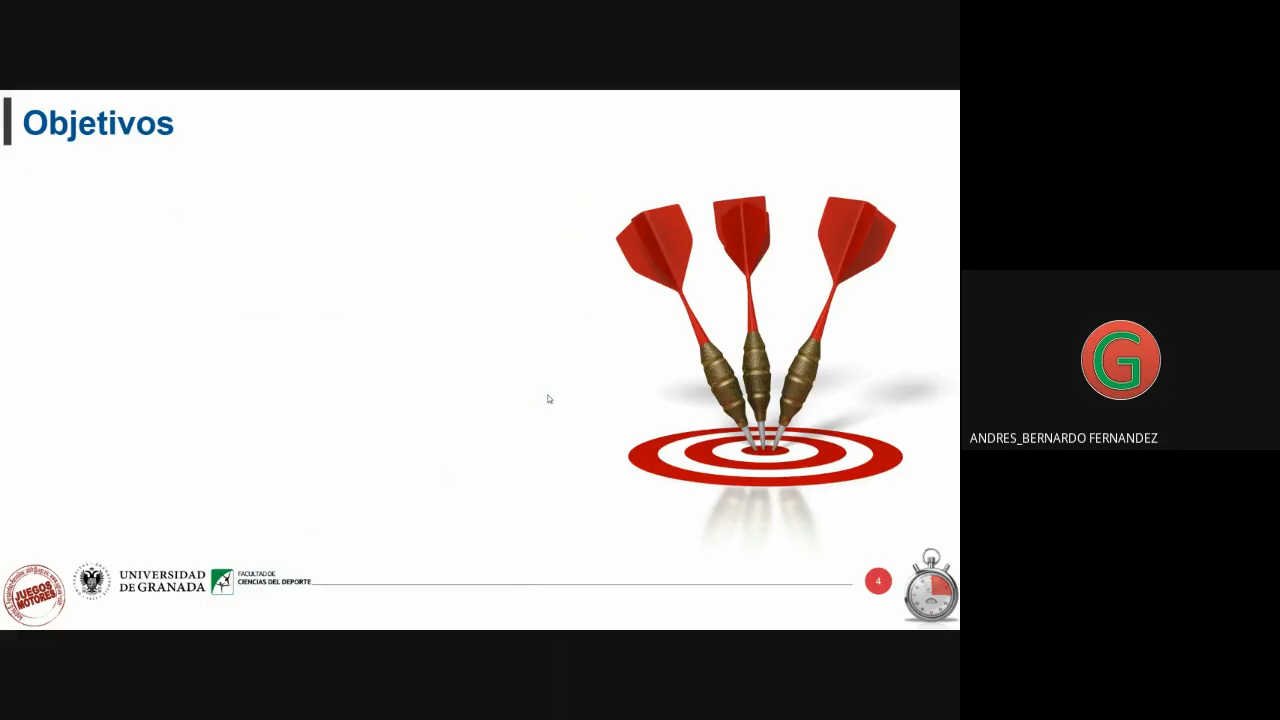 Objetivos
G
ANDRES_BERNARDO FERNANDEZ
JUEGOS
MOTORES
UNIVERSIDAD
DE GRANADA
FACULTAD DE
CIENCIAS DEL DEPORTE
4